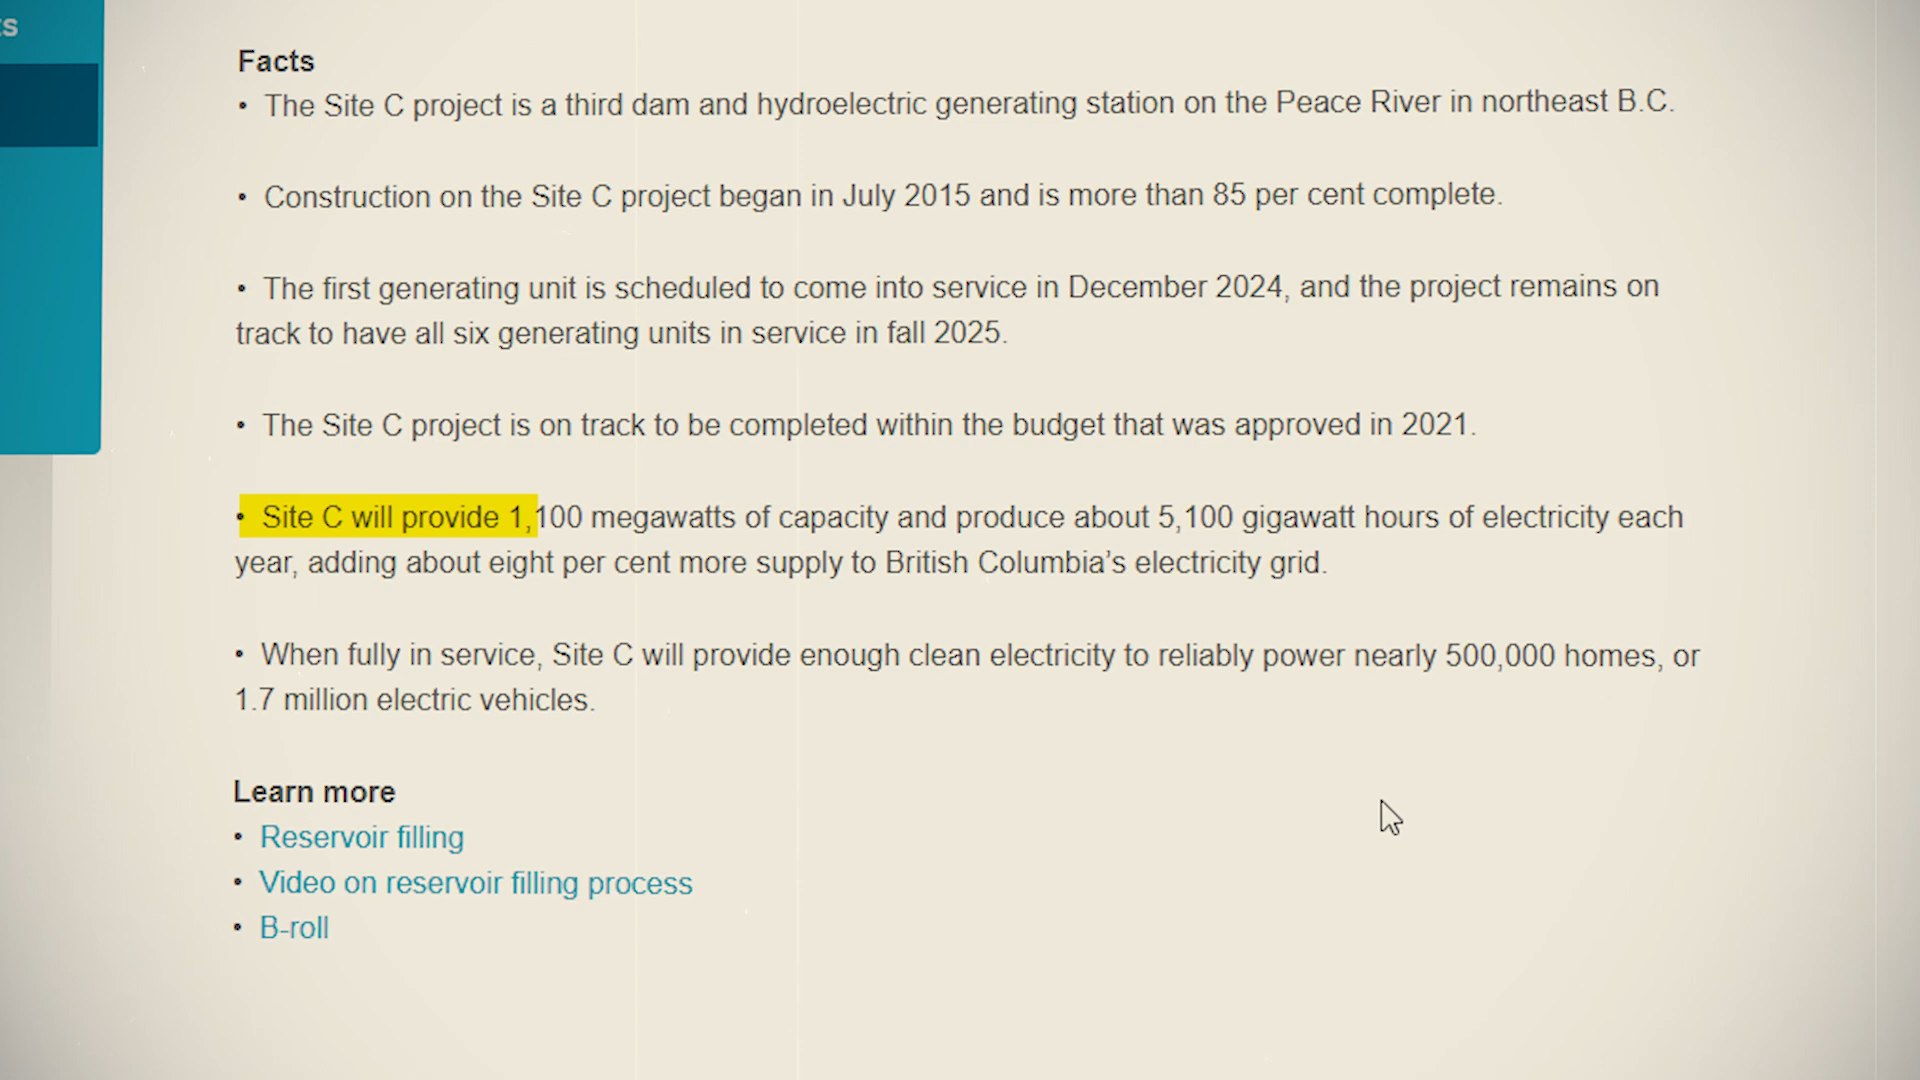 ts
Facts
• The Site C project is a third dam and hydroelectric generating station on the Peace River in northeast B.C.
• Construction on the Site C project began in July 2015 and is more than 85 per cent complete.
• The first generating unit is scheduled to come into service in December 2024, and the project remains on
track to have all six generating units in service in fall 2025.
• The Site C project is on track to be completed within the budget that was approved in 2021.
• Site C will provide 1,100 megawatts of capacity and produce about 5,100 gigawatt hours of electricity each
year, adding about eight per cent more supply to British Columbia’s electricity grid.
• When fully in service, Site C will provide enough clean electricity to reliably power nearly 500,000 homes, or
1.7 million electric vehicles.
Learn more
• Reservoir filling
• Video on reservoir filling process
• B-roll